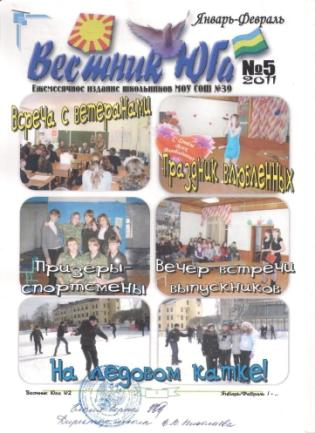 Январь-Февраль
Вестник Юга
№5
2011
Ежемесячное издание школьников МОУ СОШ №39
Встреча с ветеранами
Праздник влюбленных
Призеры-
спортсмены
Вечер встречи
выпускников
На ледовом катке!
Вестник Юга №2
Январь/Февраль